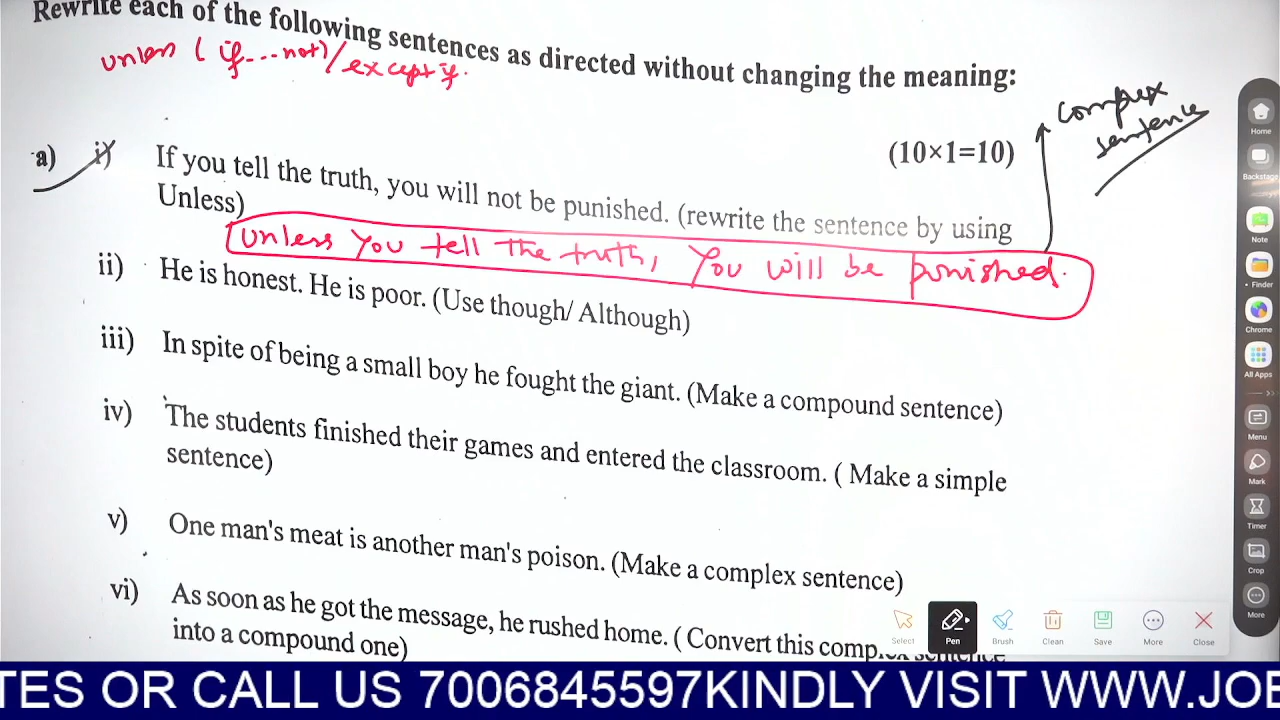 Rewrite each of the following sentences as directed without changing the meaning:
unless ( if...not)/except if.
complex
sentence
(10×1=10)
a) i) If you tell the truth, you will not be punished. (rewrite the sentence by using
Unless)
unless you tell the truth, you will be punished.
ii) He is honest. He is poor. (Use though/ Although)
iii) In spite of being a small boy he fought the giant. (Make a compound sentence)
iv) The students finished their games and entered the classroom. ( Make a simple
sentence)
v) One man's meat is another man's poison. (Make a complex sentence)
vi) As soon as he got the message, he rushed home. ( Convert this complex sentence
into a compound one)
Home
Backstage
Note
Finder
Chrome
All Apps
Menu
Mark
Timer
Crop
More
Select Pen Brush Clean Save More Close
TES OR CALL US 7006845597KINDLY VISIT WWW.JOE